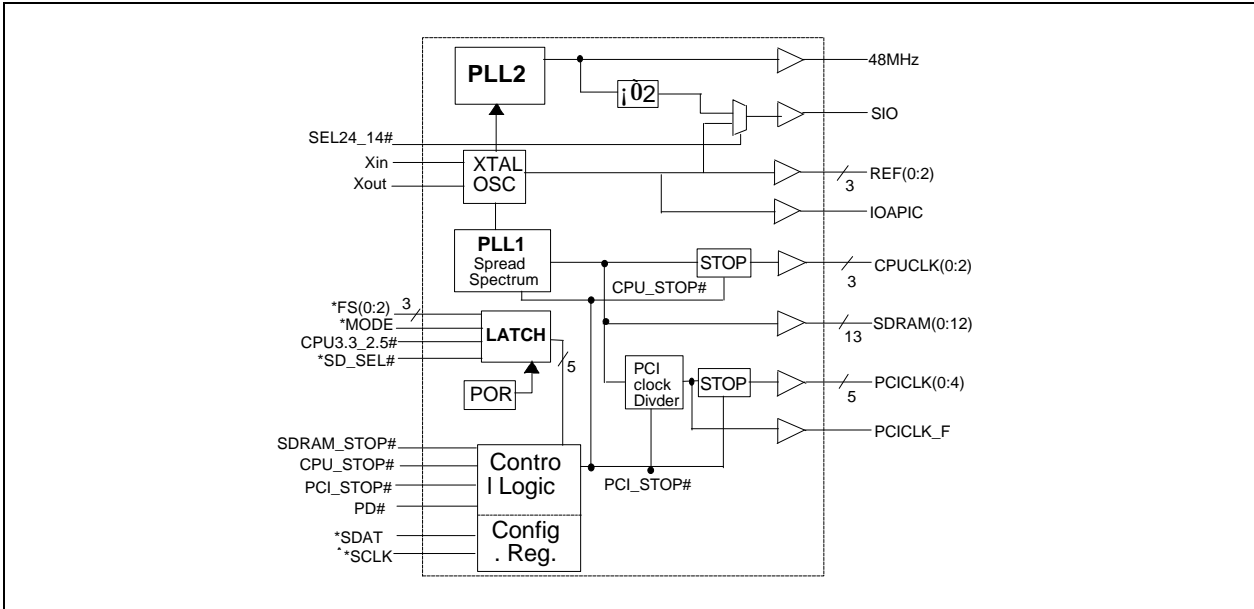 PLL2
48MHz
¡Ò2
SIO
SEL24_14#
Xin
Xout
XTAL
OSC
REF(0:2)
3
IOAPIC
PLL1
Spread
Spectrum
STOP
CPUCLK(0:2)
3
CPU_STOP#
*FS(0:2)
3
*MODE
CPU3.3_2.5#
*SD_SEL#
LATCH
5
POR
SDRAM(0:12)
13
PCI
clock
Divder
STOP
PCICLK(0:4)
5
PCICLK_F
SDRAM_STOP#
CPU_STOP#
PCI_STOP#
PD#
*SDAT
*SCLK
Contro
l Logic
Config
. Reg.
PCI_STOP#